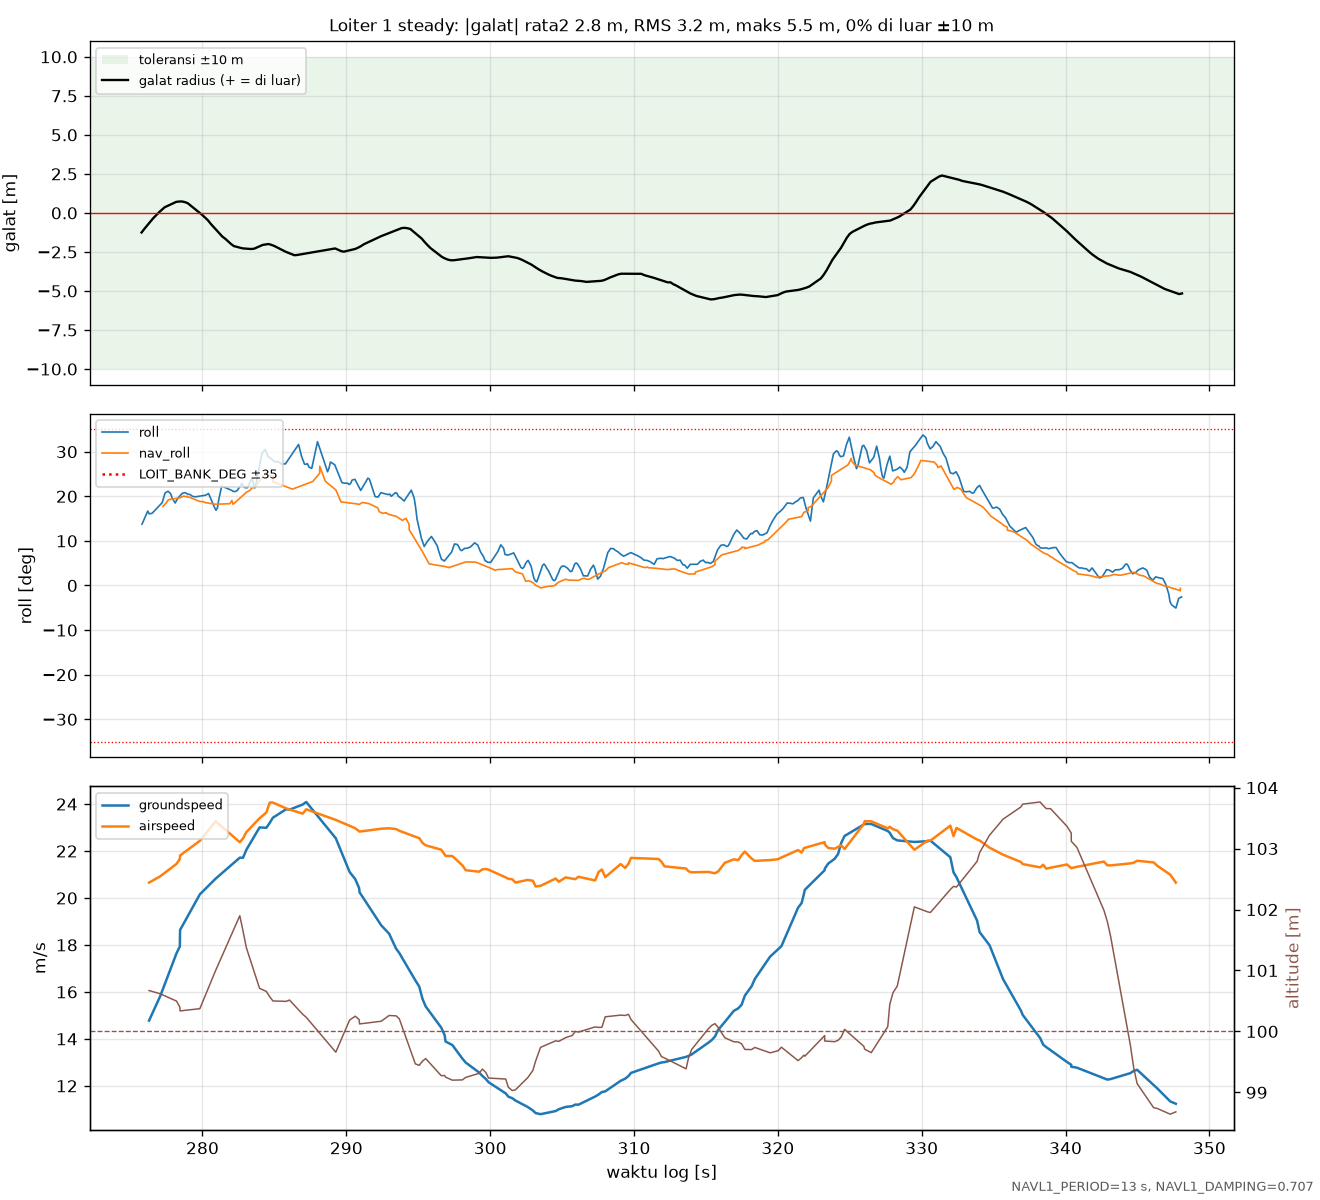 Loiter 1 steady: |galat| rata2 2.8 m, RMS 3.2 m, maks 5.5 m, 0% di luar ±10 m
galat [m]
10.0
7.5
5.0
2.5
0.0
−2.5
−5.0
−7.5
−10.0
toleransi ±10 m
galat radius (+ = di luar)
roll [deg]
30
20
10
0
−10
−20
−30
roll
nav_roll
LOIT_BANK_DEG ±35
m/s
24
22
20
18
16
14
12
groundspeed
airspeed
104
103
102
101
100
99
altitude [m]
280 290 300 310 320 330 340 350
waktu log [s]
NAVL1_PERIOD=13 s, NAVL1_DAMPING=0.707